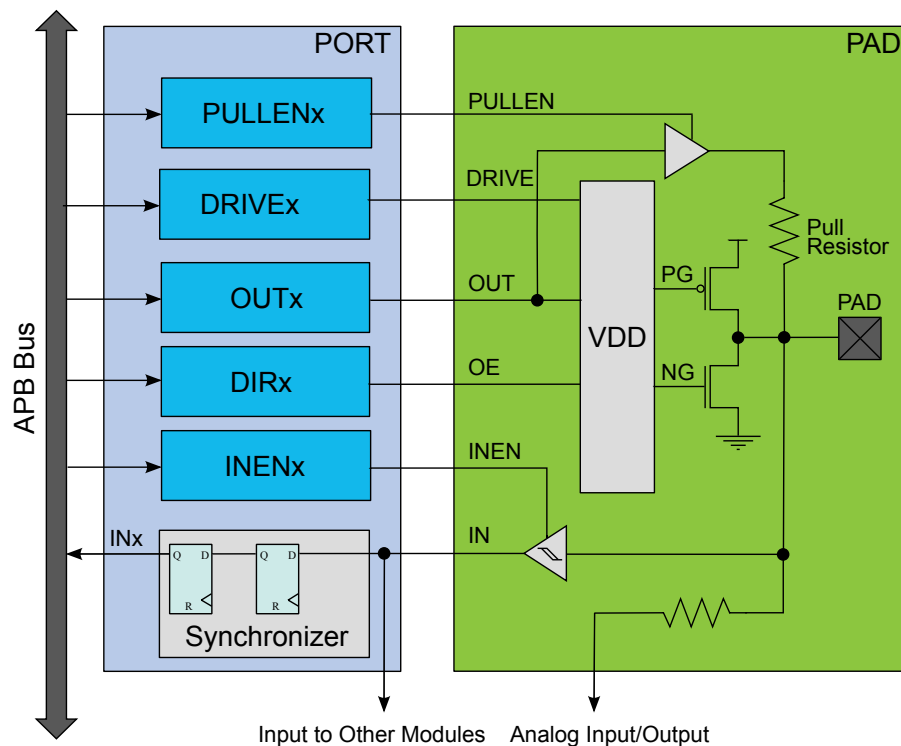 PORT
PAD
PULLENx
PULLEN
DRIVEx
DRIVE
Pull
Resistor
OUTx
OUT
PG
PAD
VDD
DIRx
OE
NG
APB Bus
INENx
INEN
INx
IN
Q D
R
Q D
R
Synchronizer
Input to Other Modules
Analog Input/Output